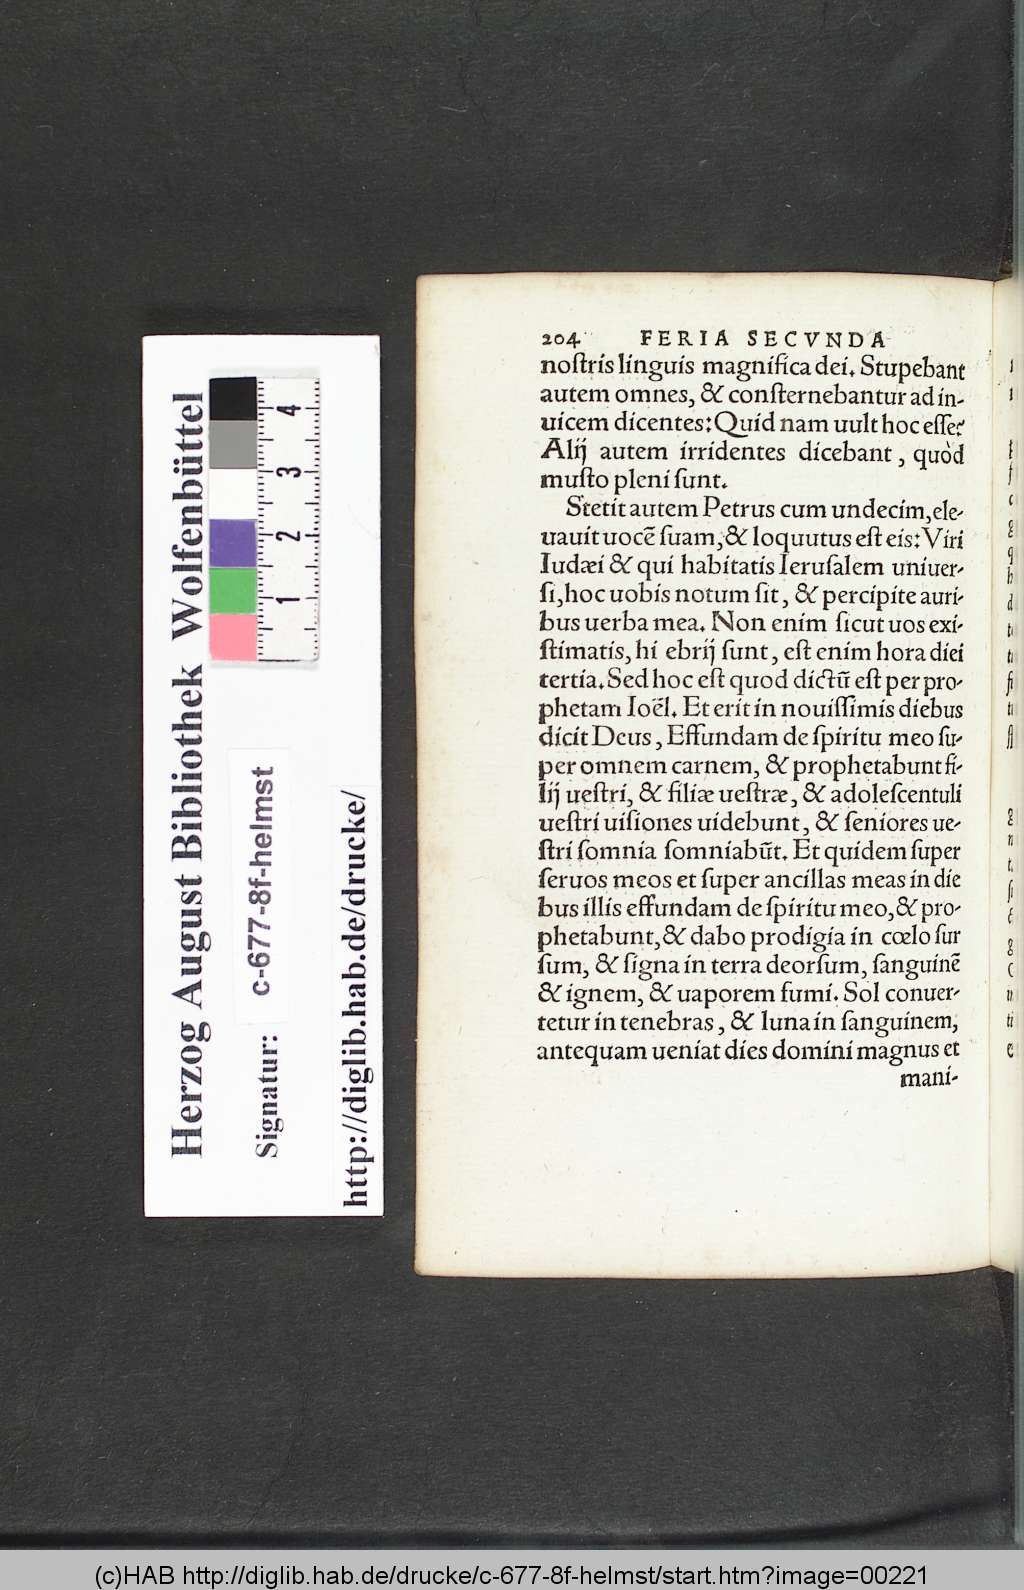 204 FERIA SECVNDA
noſtris linguis magnifica dei. Stupebant
autem omnes, & conſternebantur ad in-
uicem dicentes: Quid nam uult hoc eſſe?
Alij autem irridentes dicebant, quòd
muſto pleni ſunt.
Stetit autem Petrus cum undecim, ele-
uauit uocē ſuam, & loquutus eſt eis: Viri
Iudæi & qui habitatis Ieruſalem uniuer-
ſi, hoc uobis notum ſit, & percipite auri-
bus uerba mea. Non enim ſicut uos exi-
ſtimatis, hi ebrij ſunt, eſt enim hora diei
tertia. Sed hoc eſt quod dictū eſt per pro-
phetam Ioël. Et erit in nouiſſimis diebus
dicit Deus, Effundam de ſpiritu meo ſu-
per omnem carnem, & prophetabunt fi-
lij ueſtri, & filiæ ueſtræ, & adoleſcentuli
ueſtri uiſiones uidebunt, & ſeniores ue-
ſtri ſomnia ſomniabūt. Et quidem ſuper
ſeruos meos et ſuper ancillas meas in die
bus illis effundam de ſpiritu meo, & pro-
phetabunt, & dabo prodigia in cœlo ſur
ſum, & ſigna in terra deorſum, ſanguinē
& ignem, & uaporem fumi. Sol conuer-
tetur in tenebras, & luna in ſanguinem,
antequam ueniat dies domini magnus et
mani-
Herzog August Bibliothek Wolfenbüttel
Signatur: c-677-8f-helmst
http://diglib.hab.de/drucke/
1 2 3 4
(c)HAB http://diglib.hab.de/drucke/c-677-8f-helmst/start.htm?image=00221